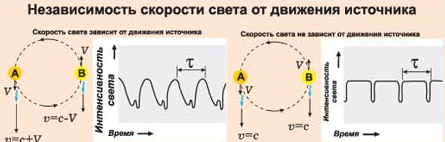 Независимость скорости света от движения источника
Скорость света зависит от движения источника
V
A
B
V
v=c-V
v=c+V
Интенсивность
света
τ
Время
Скорость света не зависит от движения источника
V
A
B
V
v=c
v=c
Интенсивность
света
τ
Время